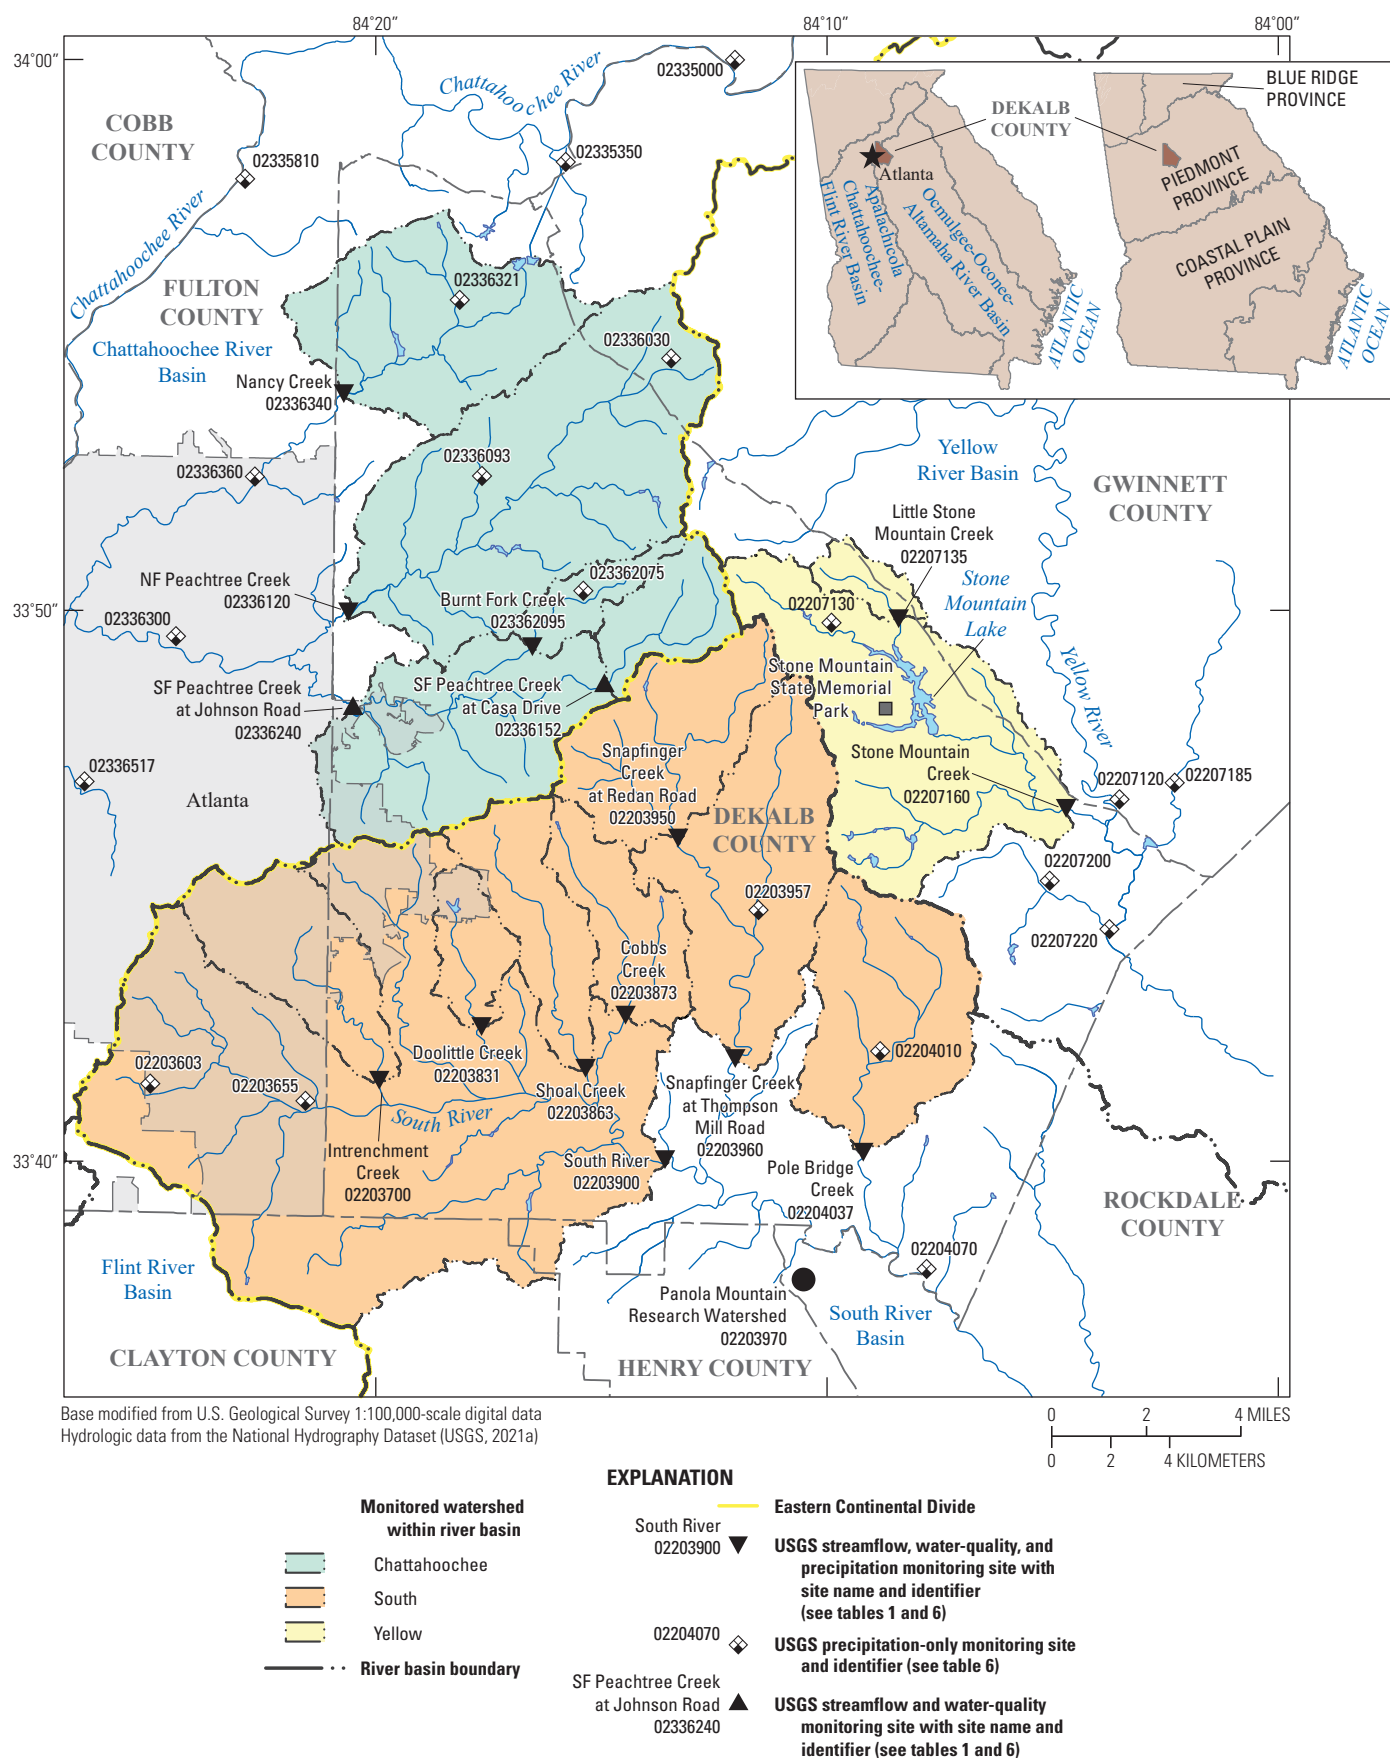 84°20"
84°10"
84°00"
34°00"
33°50"
33°40"
Chattahoochee River
02335000
COBB
COUNTY
02335810
02335350
Chattahoochee River
BLUE RIDGE
PROVINCE
DEKALB
COUNTY
Atlanta
PIEDMONT
PROVINCE
COASTAL PLAIN
PROVINCE
Apalachicola
Chattahoochee-
Flint River Basin
Ocmulgee-Oconee-
Altamaha River Basin
ATLANTIC
OCEAN
ATLANTIC
OCEAN
FULTON
COUNTY
Chattahoochee River
Basin
02336321
02336030
Nancy Creek
02336340
02336360
02336093
Yellow
River Basin
GWINNETT
COUNTY
Little Stone
Mountain Creek
02207135
Stone
Mountain
Lake
NF Peachtree Creek
02336120
02336300
023362075
Burnt Fork Creek
023362095
02207130
Yellow River
SF Peachtree Creek
at Johnson Road
02336240
SF Peachtree Creek
at Casa Drive
02336152
Stone Mountain
State Memorial
Park
Snapfinger
Creek
at Redan Road
02203950
Stone Mountain
Creek
02207160
02207120
02207185
02336517
Atlanta
DEKALB
COUNTY
02207200
02203957
02207220
Cobbs
Creek
02203873
Doolittle Creek
02203831
02204010
02203603
02203655
Shoal Creek
02203863
Snapfinger Creek
at Thompson
Mill Road
02203960
South River
Intrenchment
Creek
02203700
South River
02203900
Pole Bridge
Creek
02204037
ROCKDALE
COUNTY
02204070
Flint River
Basin
Panola Mountain
Research Watershed
02203970
South River
Basin
CLAYTON COUNTY
HENRY COUNTY
Base modified from U.S. Geological Survey 1:100,000-scale digital data
Hydrologic data from the National Hydrography Dataset (USGS, 2021a)
0 2 4 MILES
0 2 4 KILOMETERS
EXPLANATION
Monitored watershed
within river basin
Chattahoochee
South
Yellow
River basin boundary
Eastern Continental Divide
South River
02203900
USGS streamflow, water-quality, and
precipitation monitoring site with
site name and identifier
(see tables 1 and 6)
02204070
USGS precipitation-only monitoring site
and identifier (see table 6)
SF Peachtree Creek
at Johnson Road
02336240
USGS streamflow and water-quality
monitoring site with site name and
identifier (see tables 1 and 6)